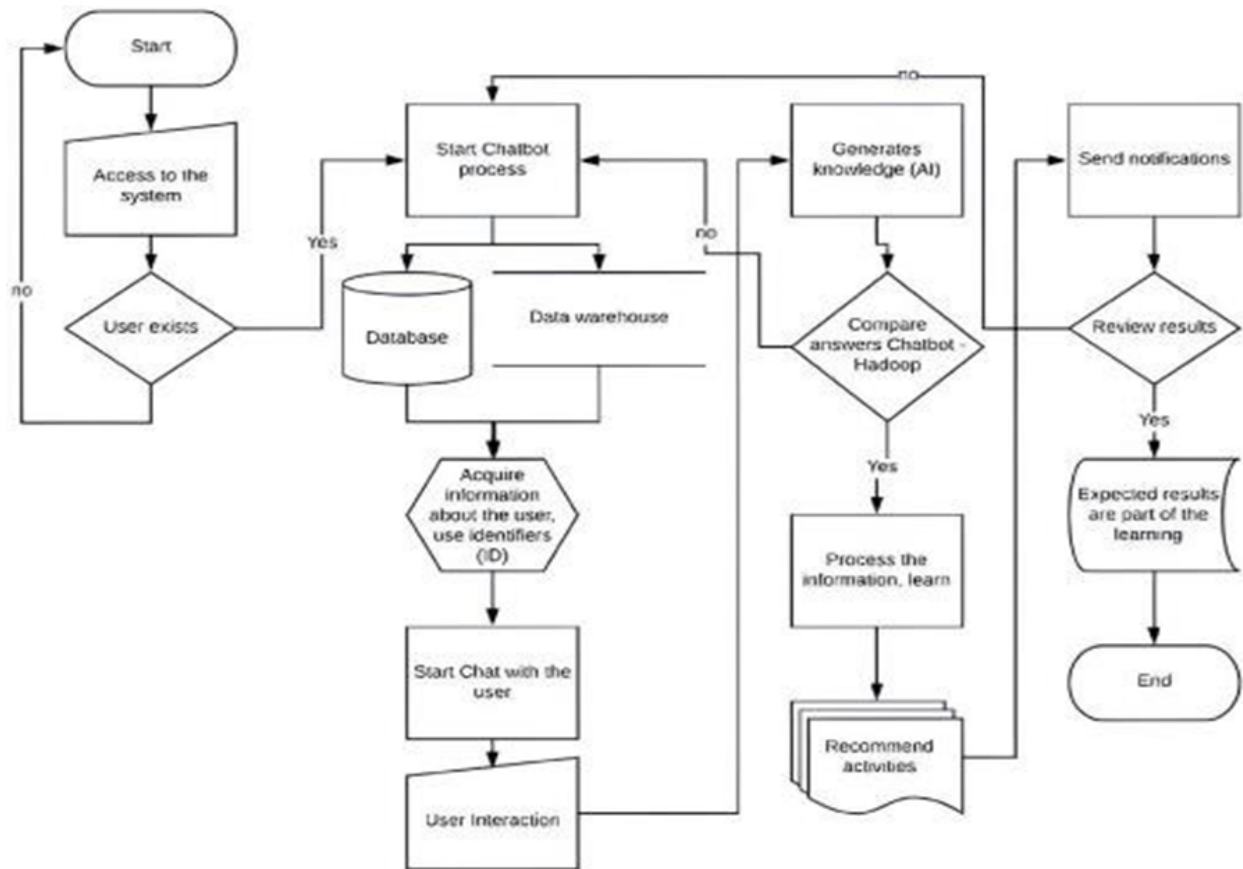 Start
Access to the
system
User exists
no
Yes
Start Chatbot
process
Database
Data warehouse
Acquire
information
about the user,
use identifiers
(ID)
Start Chat with the
user
User Interaction
Generates
knowledge (AI)
no
Compare
answers Chatbot -
Hadoop
Yes
Process the
information, learn
Recommend
activities
no
Send notifications
Review results
Yes
Expected results
are part of the
learning
End